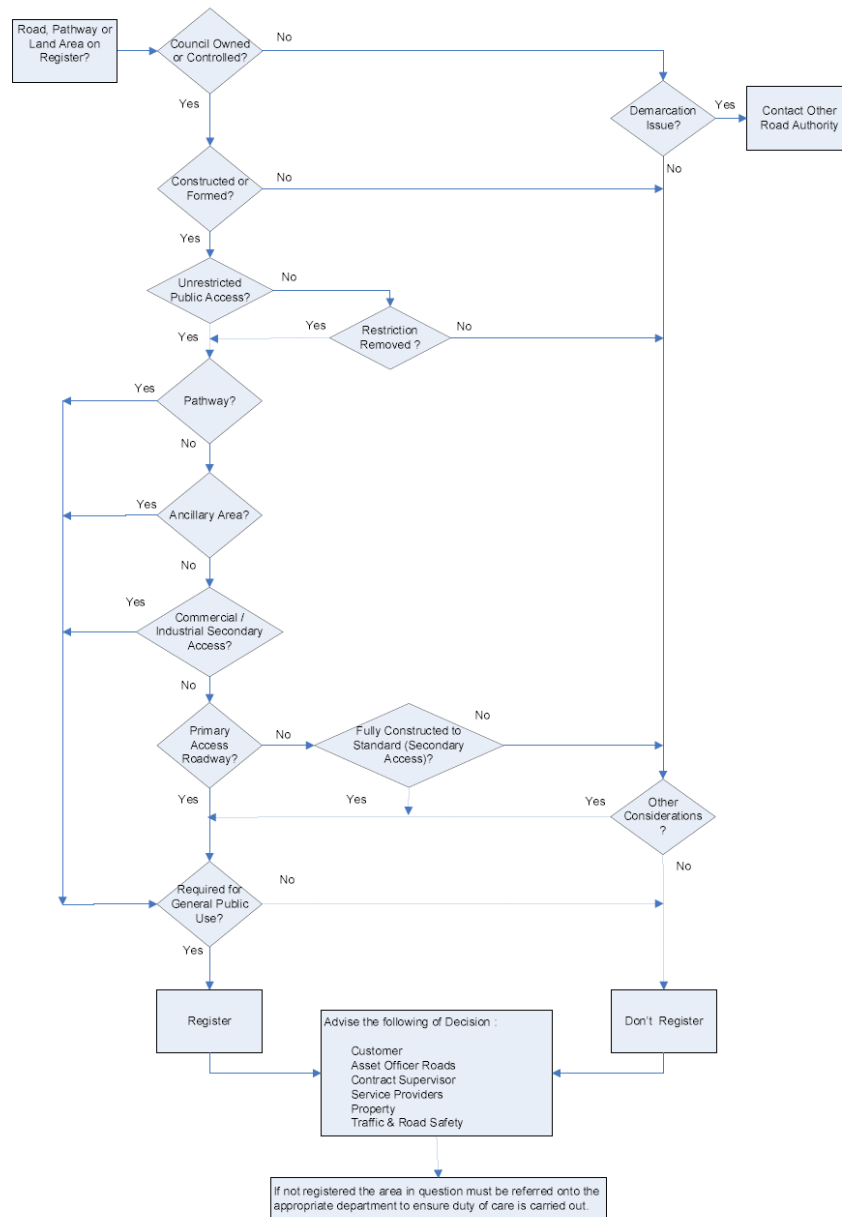 Road, Pathway or
Land Area on
Register?
Council Owned
or Controlled?
No
Yes
Demarcation
Issue?
Yes
Contact Other
Road Authority
No
Constructed or
Formed?
No
Yes
Unrestricted
Public Access?
No
Yes
Restriction
Removed ?
Yes
No
Pathway?
Yes
No
Ancillary Area?
Yes
No
Commercial /
Industrial Secondary
Access?
Yes
No
Primary
Access
Roadway?
No
Yes
Fully Constructed to
Standard (Secondary
Access)?
No
Yes
Other
Considerations
?
Yes
No
Required for
General Public
Use?
No
Yes
Register
Don't Register
Advise the following of Decision :
Customer
Asset Officer Roads
Contract Supervisor
Service Providers
Property
Traffic & Road Safety
If not registered the area in question must be referred onto the
appropriate department to ensure duty of care is carried out.